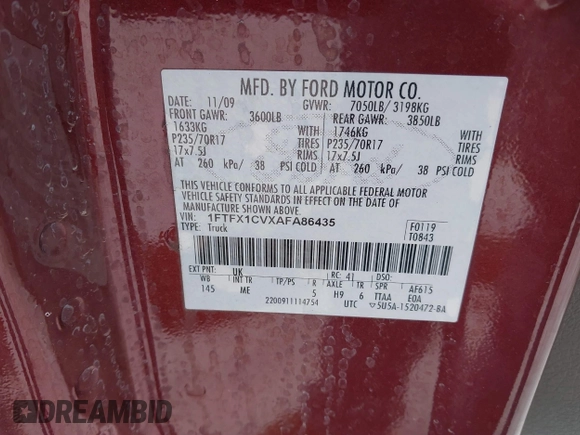 MFD. BY FORD MOTOR CO.
DATE: 11/09 GVWR: 7050LB/ 3198KG
FRONT GAWR: 3600LB REAR GAWR: 3850LB
1633KG WITH 1746KG WITH
P235/70R17 TIRES P235/70R17 TIRES
17x7.5J RIMS 17x7.5J RIMS
AT 260 kPa/ 38 PSI COLD AT 260 kPa/ 38 PSI COLD
THIS VEHICLE CONFORMS TO ALL APPLICABLE FEDERAL MOTOR
VEHICLE SAFETY STANDARDS IN EFFECT ON THE DATE OF
MANUFACTURE SHOWN ABOVE.
VIN: 1FTFX1CVXAFA86435 F0119
TYPE: Truck T0843
EXT PNT: UK RC: 41 DSO:
WB INT TR TP/PS R AXLE TR SPR AF615
145 ME 5 H9 6 TTAA E0A
2200911114754 UTC ▽5U5A-1520472-BA
DREAMBID